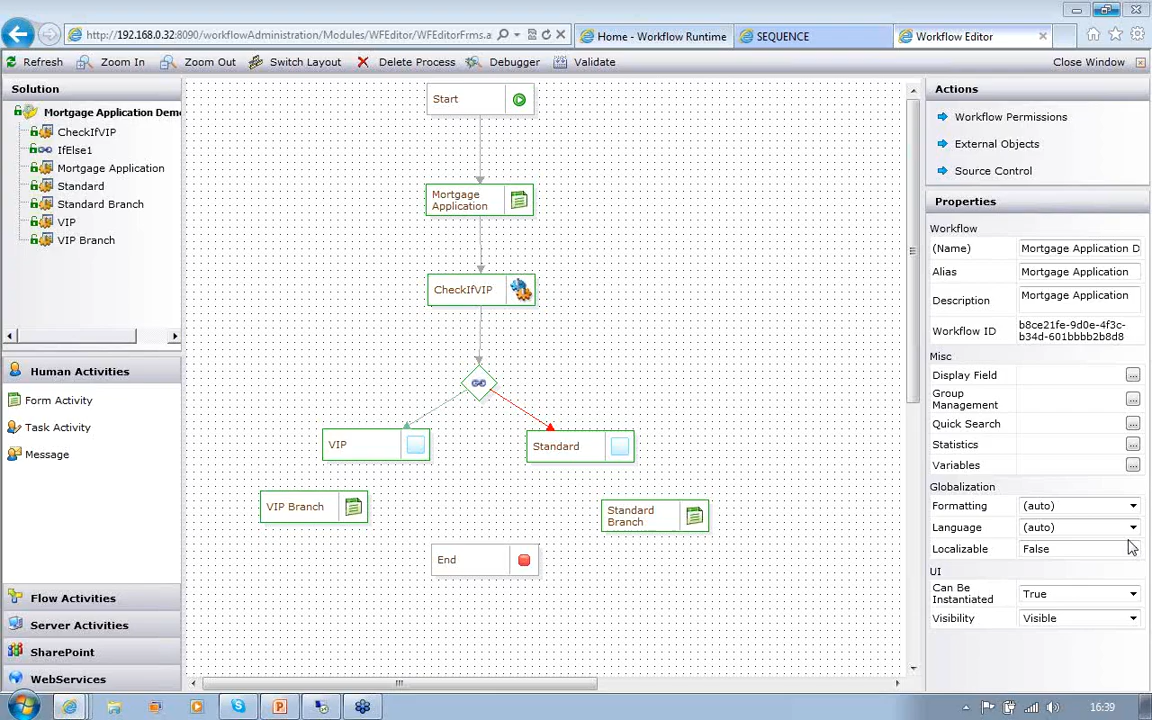 http://192.168.0.32:8090/workflowAdministration/Modules/WFEditor/WFEditorFrms.a
Home - Workflow Runtime
SEQUENCE
Workflow Editor
Refresh
Zoom In
Zoom Out
Switch Layout
Delete Process
Debugger
Validate
Close Window
Solution
Mortgage Application Demo
CheckIfVIP
IfElse1
Mortgage Application
Standard
Standard Branch
VIP
VIP Branch
Human Activities
Form Activity
Task Activity
Message
Flow Activities
Server Activities
SharePoint
WebServices
Start
Mortgage
Application
CheckIfVIP
VIP
Standard
VIP Branch
Standard
Branch
End
Actions
Workflow Permissions
External Objects
Source Control
Properties
Workflow
(Name)
Mortgage Application D
Alias
Mortgage Application
Description
Mortgage Application
Workflow ID
b8ce21fe-9d0e-4f3c-
b34d-601bbbb2b8d8
Misc
Display Field
...
Group
Management
...
Quick Search
...
Statistics
...
Variables
...
Globalization
Formatting
(auto)
Language
(auto)
Localizable
False
UI
Can Be
Instantiated
True
Visibility
Visible
16:39